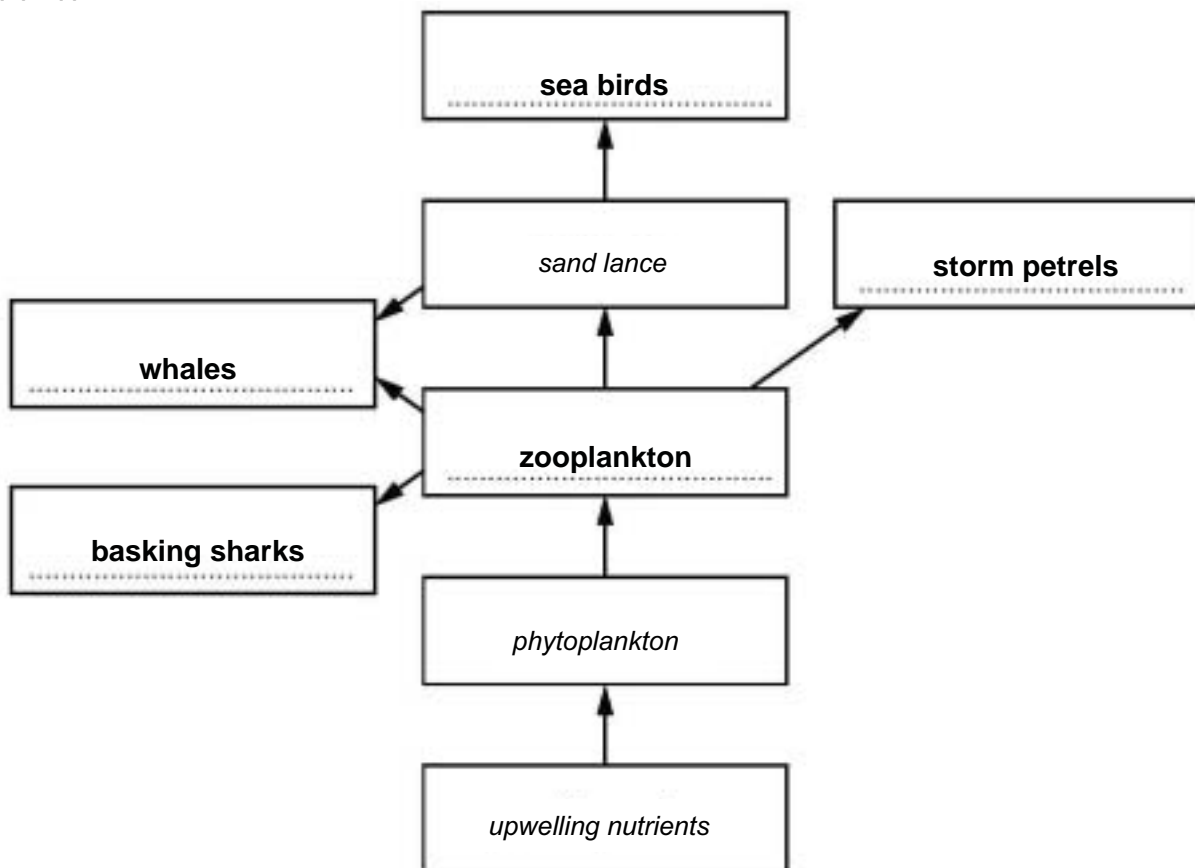 sea birds
sand lance
storm petrels
whales
zooplankton
basking sharks
phytoplankton
upwelling nutrients